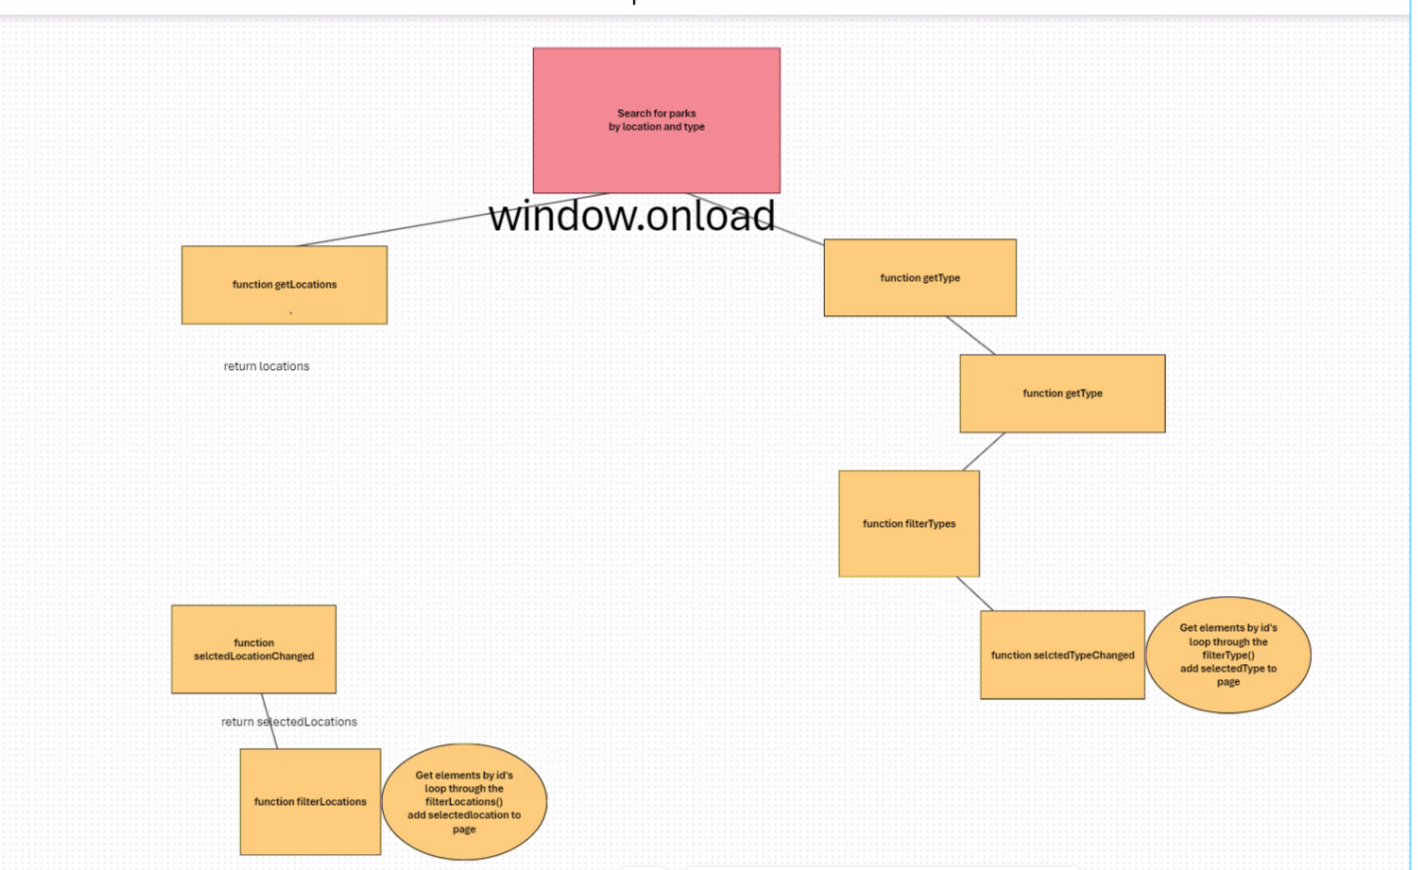 Search for parks
by location and type
window.onload
function getLocations
function getType
return locations
function getType
function filterTypes
function
selctedLocationChanged
function selctedTypeChanged
Get elements by id's
loop through the
filterType()
add selectedType to
page
return selectedLocations
function filterLocations
Get elements by id's
loop through the
filterLocations()
add selectedlocation to
page